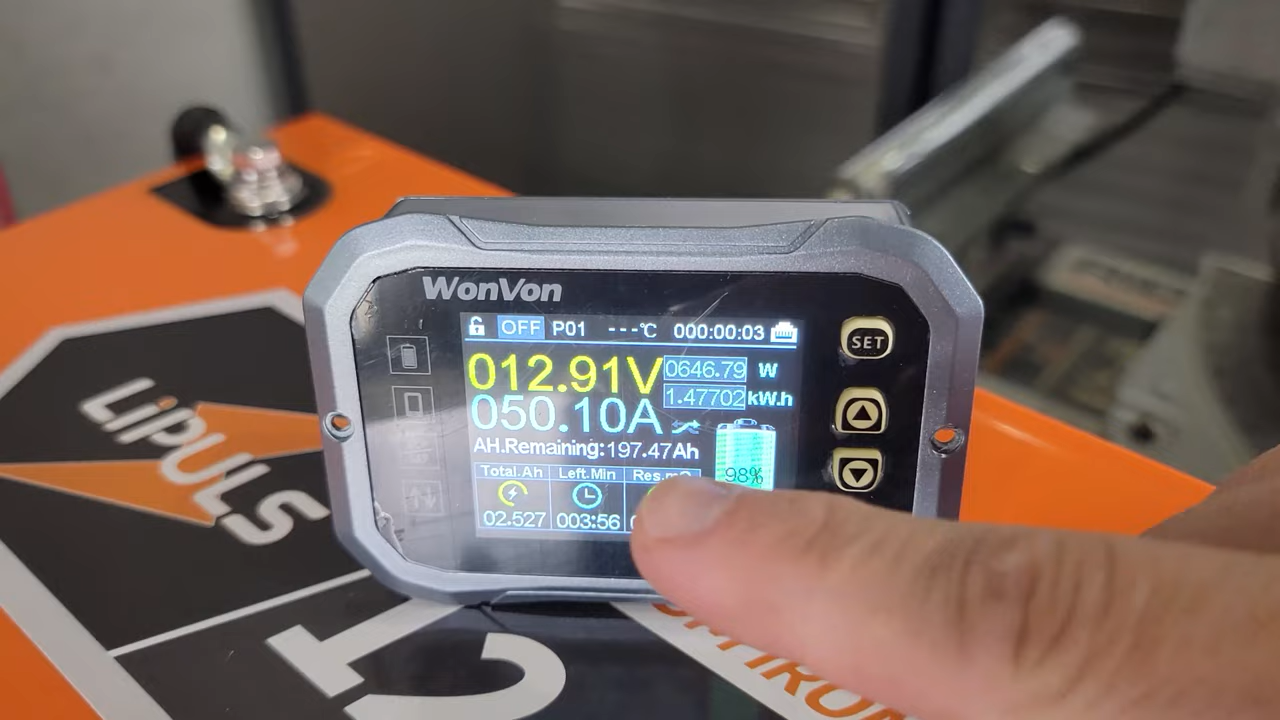 WonVon
OFF P01 ---℃ 000:00:03
012.91V 0646.79 W
1.47702 kW.h
050.10A
AH.Remaining:197.47Ah
98%
Total.Ah Left.Min
02.527 003:56
SET
LiPULS